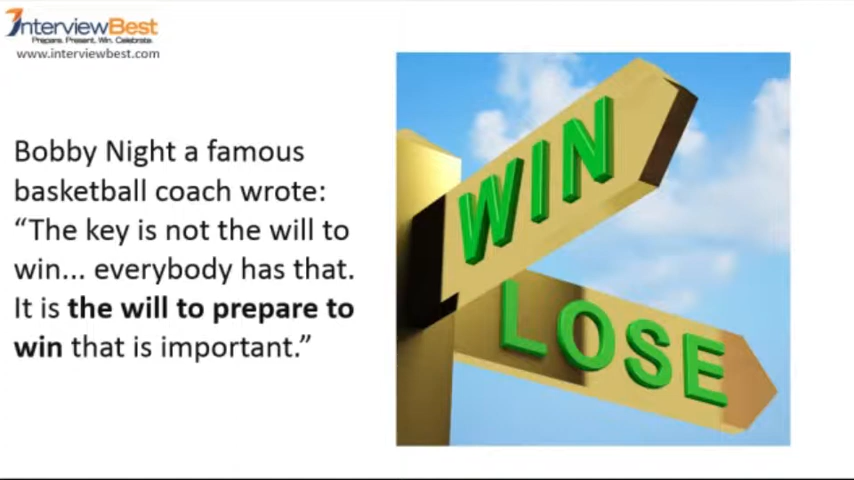 InterviewBest
Prepare. Present. Win. Celebrate.
www.interviewbest.com
Bobby Night a famous
basketball coach wrote:
“The key is not the will to
win... everybody has that.
It is the will to prepare to
win that is important.”
WIN
LOSE